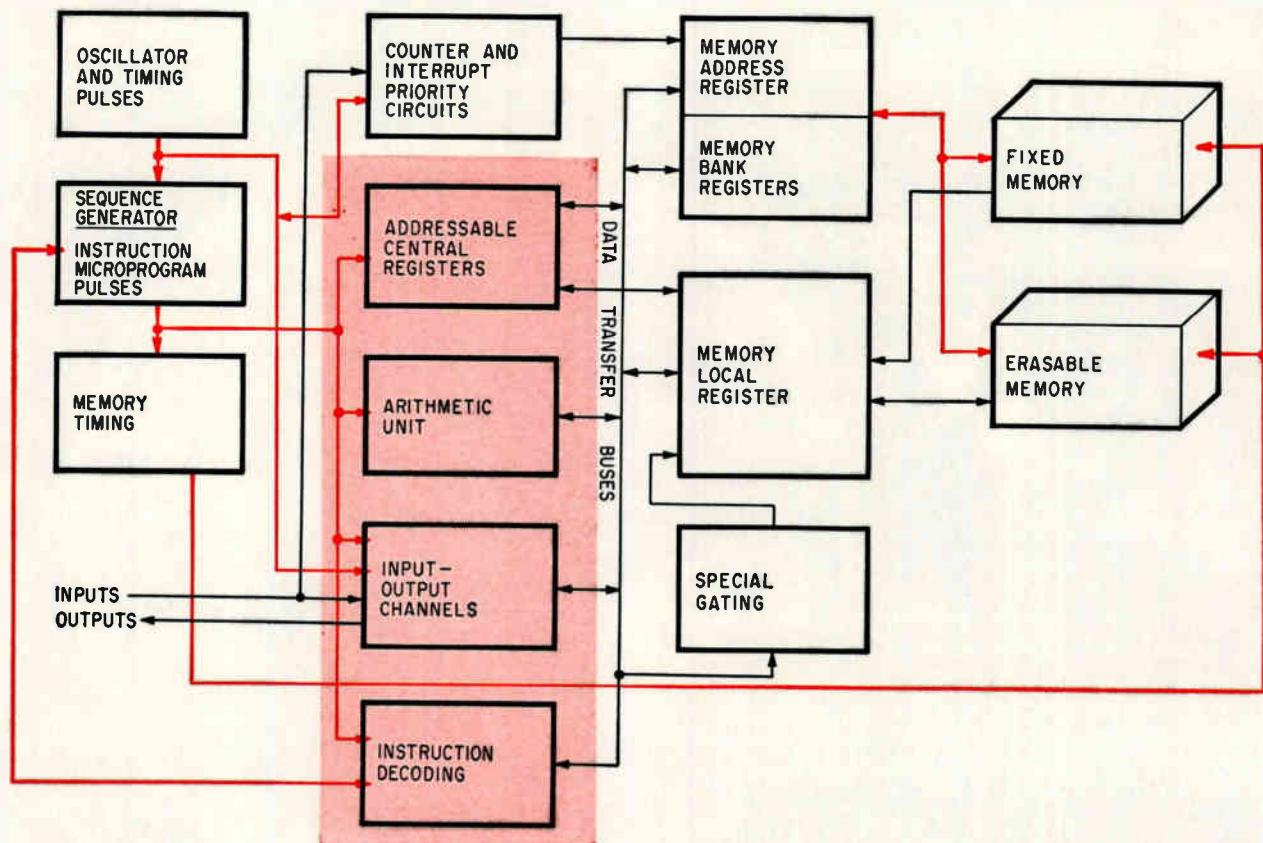 OSCILLATOR
AND TIMING
PULSES
COUNTER AND
INTERRUPT
PRIORITY
CIRCUITS
MEMORY
ADDRESS
REGISTER
MEMORY
BANK
REGISTERS
FIXED
MEMORY
SEQUENCE
GENERATOR
INSTRUCTION
MICROPROGRAM
PULSES
ADDRESSABLE
CENTRAL
REGISTERS
DATA TRANSFER BUSES
MEMORY
LOCAL
REGISTER
ERASABLE
MEMORY
MEMORY
TIMING
ARITHMETIC
UNIT
INPUTS
OUTPUTS
INPUT–
OUTPUT
CHANNELS
SPECIAL
GATING
INSTRUCTION
DECODING